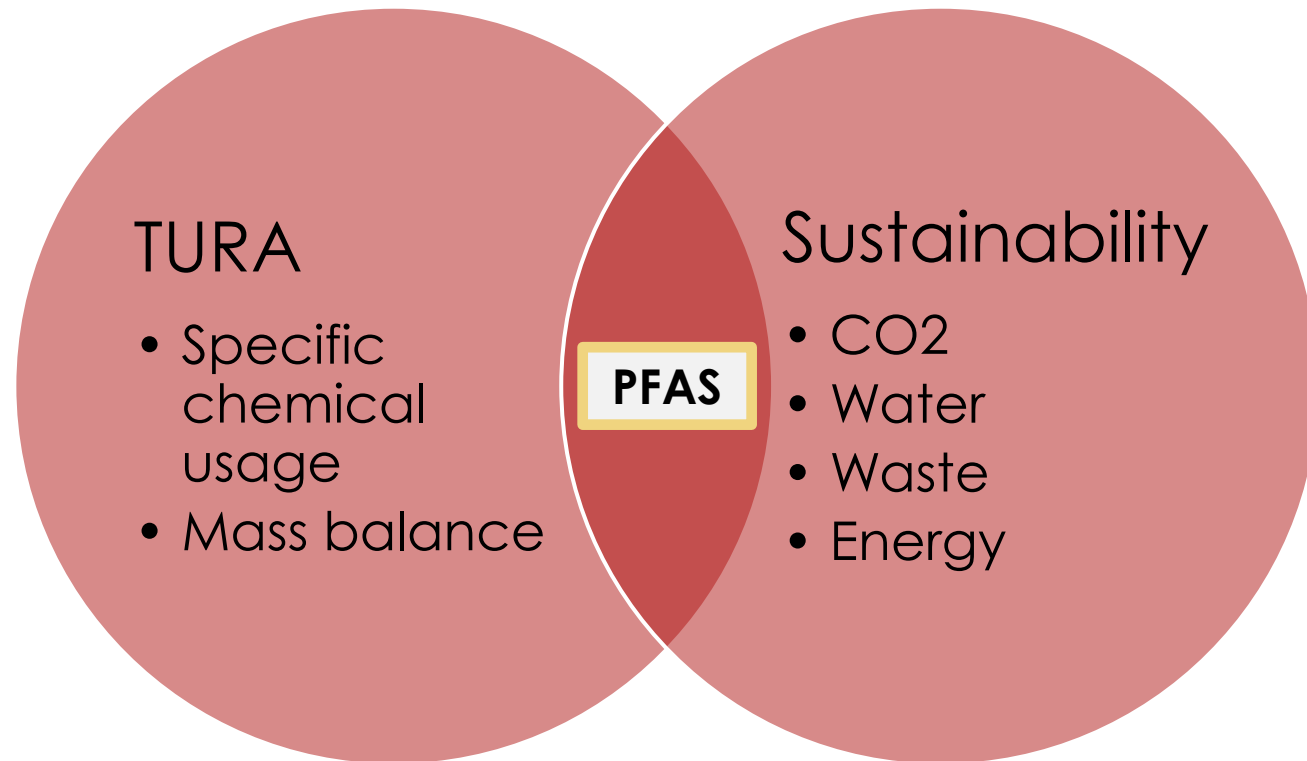 TURA
• Specific
chemical
usage
• Mass balance
PFAS
Sustainability
• CO2
• Water
• Waste
• Energy